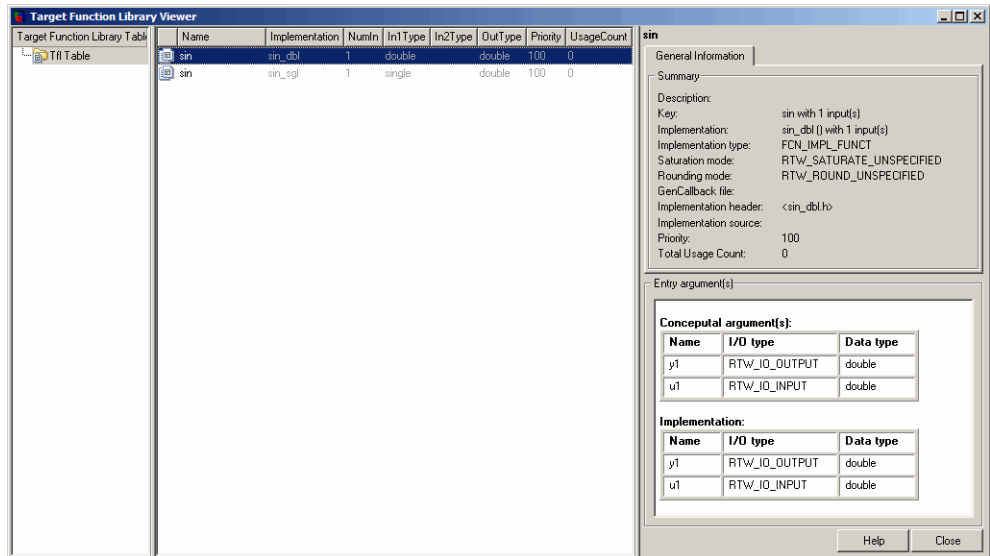 Target Function Library Viewer
Target Function Library Table
Tfl Table
Name Implementation NumIn In1Type In2Type OutType Priority UsageCount
sin sin_dbl 1 double double 100 0
sin sin_sgl 1 single double 100 0
sin
General Information
Summary
Description:
Key: sin with 1 input(s)
Implementation: sin_dbl () with 1 input(s)
Implementation type: FCN_IMPL_FUNCT
Saturation mode: RTW_SATURATE_UNSPECIFIED
Rounding mode: RTW_ROUND_UNSPECIFIED
GenCallback file:
Implementation header: <sin_dbl.h>
Implementation source:
Priority: 100
Total Usage Count: 0
Entry argument(s)
Conceputal argument(s):
Name I/O type Data type
y1 RTW_IO_OUTPUT double
u1 RTW_IO_INPUT double
Implementation:
Name I/O type Data type
y1 RTW_IO_OUTPUT double
u1 RTW_IO_INPUT double
Help Close